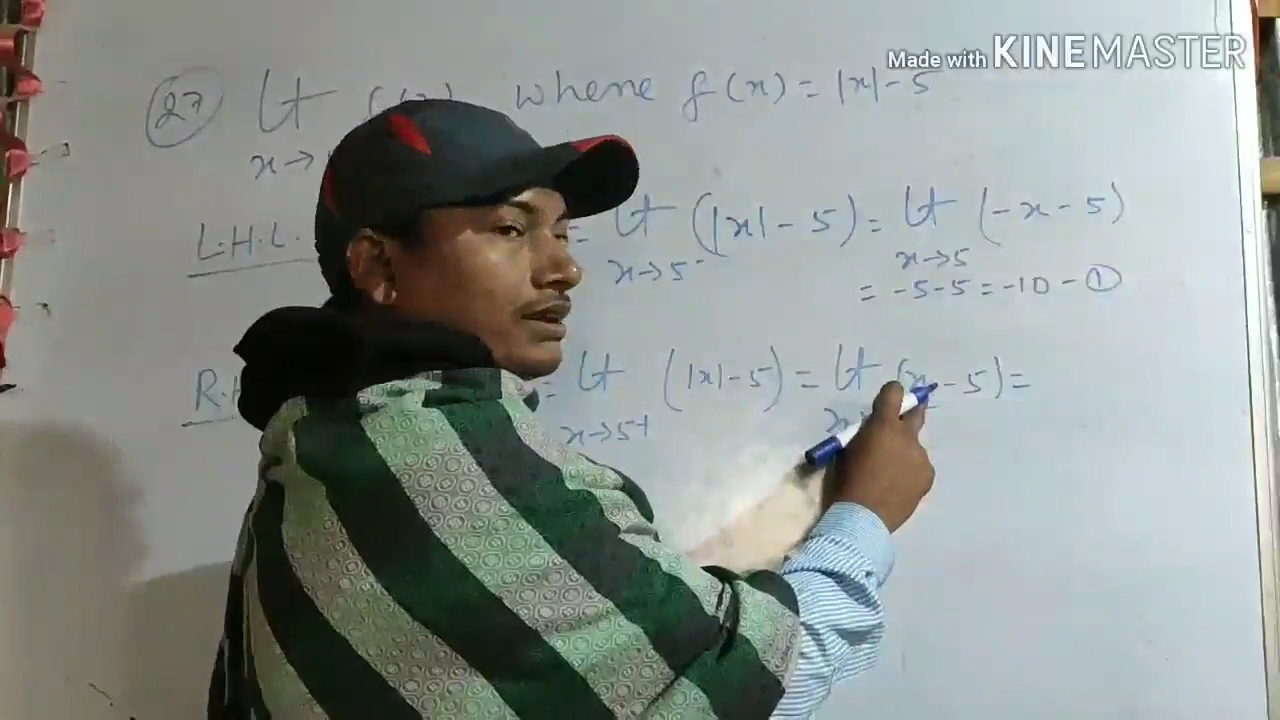 Made with KINEMASTER
27 Lt where f(x) = |x| - 5
x →
L.H.L. = Lt (|x| - 5) = Lt (-x - 5)
x → 5⁻ x → 5
= -5 - 5 = -10 - ①
= Lt (|x| - 5) = Lt (x - 5) =
x → 5+